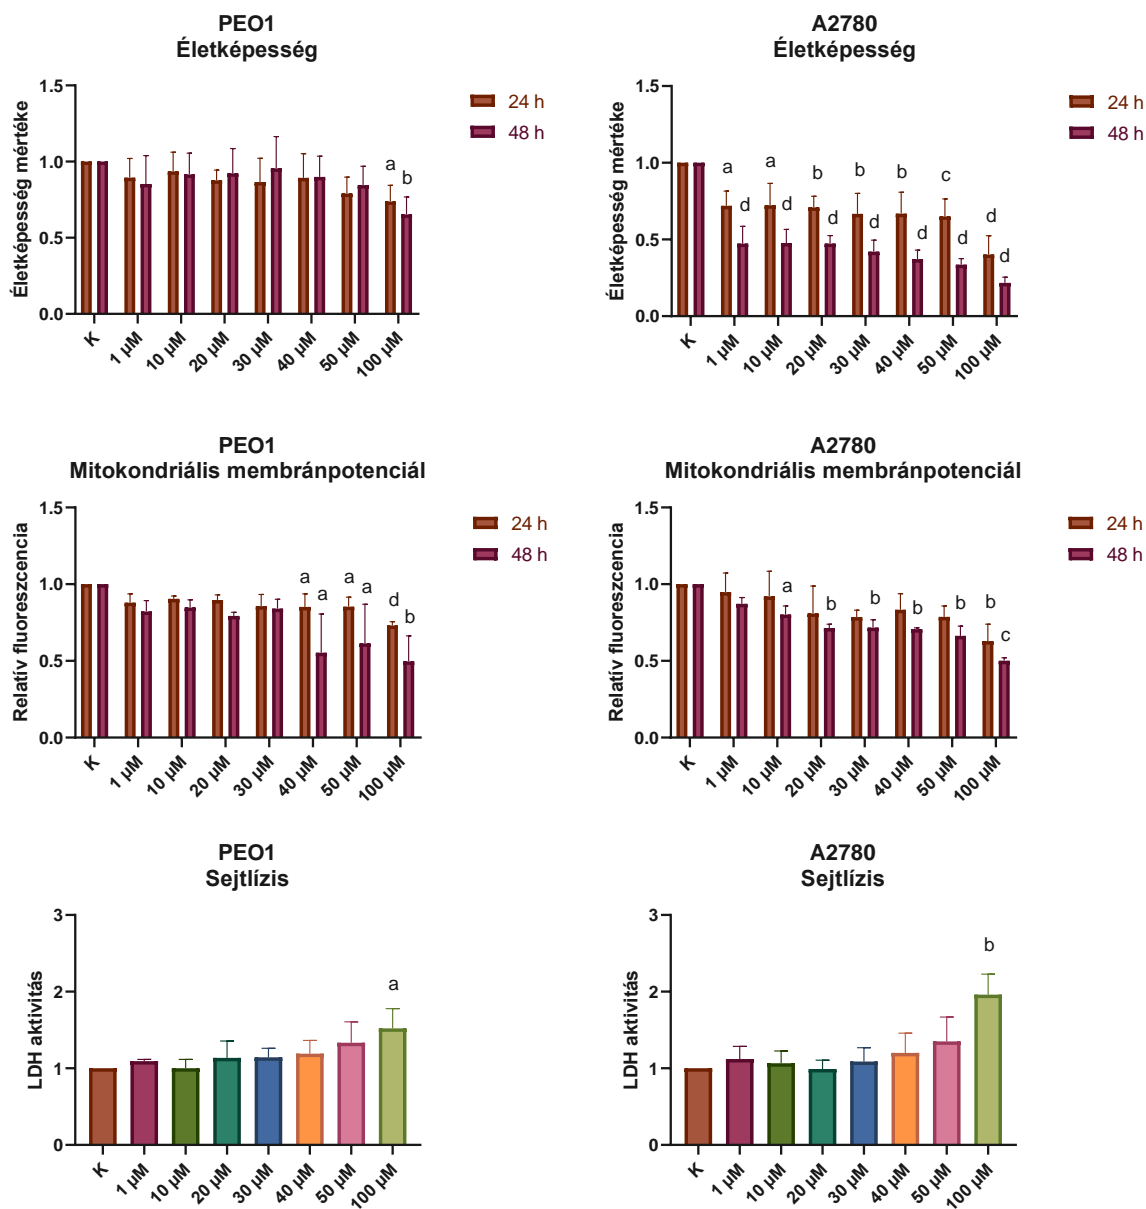 PEO1
Életképesség
Életképesség mértéke
1.5
1.0
0.5
0.0
a
b
K
1 µM
10 µM
20 µM
30 µM
40 µM
50 µM
100 µM
24 h
48 h
A2780
Életképesség
Életképesség mértéke
1.5
1.0
0.5
0.0
a
d
a
d
b
d
b
d
b
d
c
d
d
d
K
1 µM
10 µM
20 µM
30 µM
40 µM
50 µM
100 µM
24 h
48 h
PEO1
Mitokondriális membránpotenciál
Relatív fluoreszcencia
1.5
1.0
0.5
0.0
a
a
a
a
d
b
K
1 µM
10 µM
20 µM
30 µM
40 µM
50 µM
100 µM
24 h
48 h
A2780
Mitokondriális membránpotenciál
Relatív fluoreszcencia
1.5
1.0
0.5
0.0
a
b
b
b
b
b
c
K
1 µM
10 µM
20 µM
30 µM
40 µM
50 µM
100 µM
24 h
48 h
PEO1
Sejtlízis
LDH aktivitás
3
2
1
0
a
K
1 µM
10 µM
20 µM
30 µM
40 µM
50 µM
100 µM
A2780
Sejtlízis
LDH aktivitás
3
2
1
0
b
K
1 µM
10 µM
20 µM
30 µM
40 µM
50 µM
100 µM